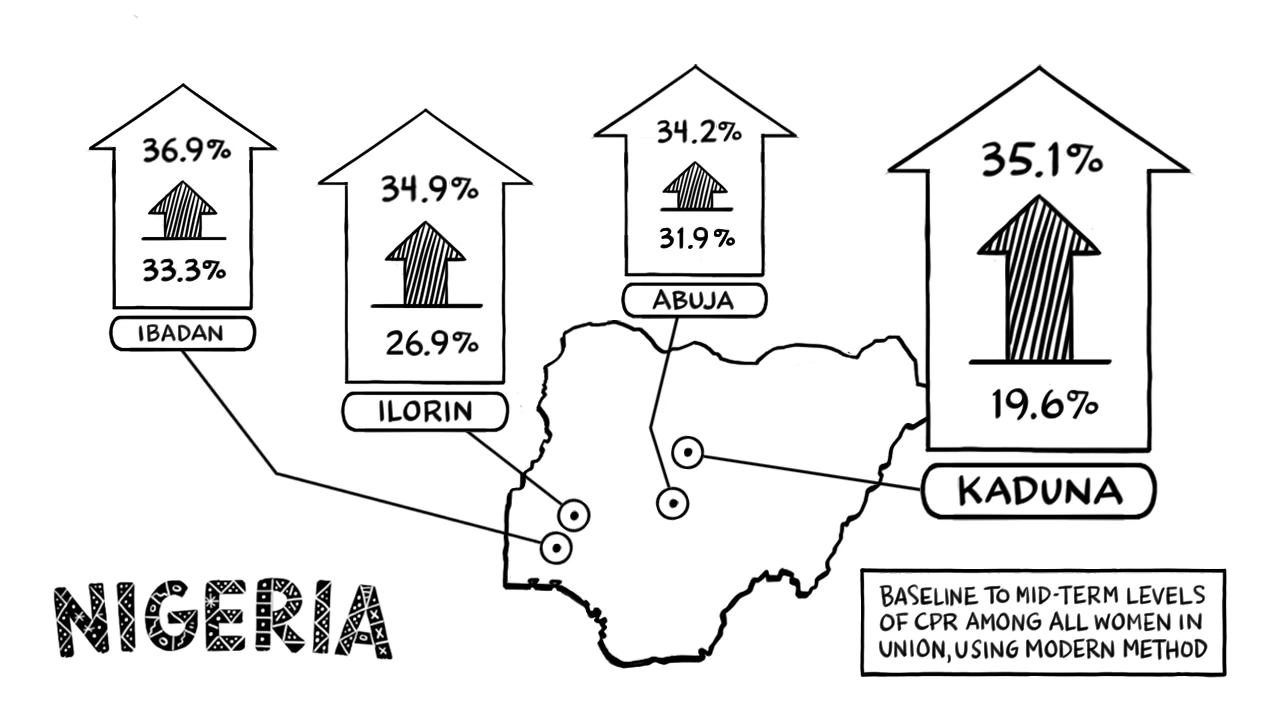 36.9%
33.3%
IBADAN
34.9%
26.9%
ILORIN
34.2%
31.9%
ABUJA
35.1%
19.6%
KADUNA
NIGERIA
BASELINE TO MID-TERM LEVELS
OF CPR AMONG ALL WOMEN IN
UNION, USING MODERN METHOD